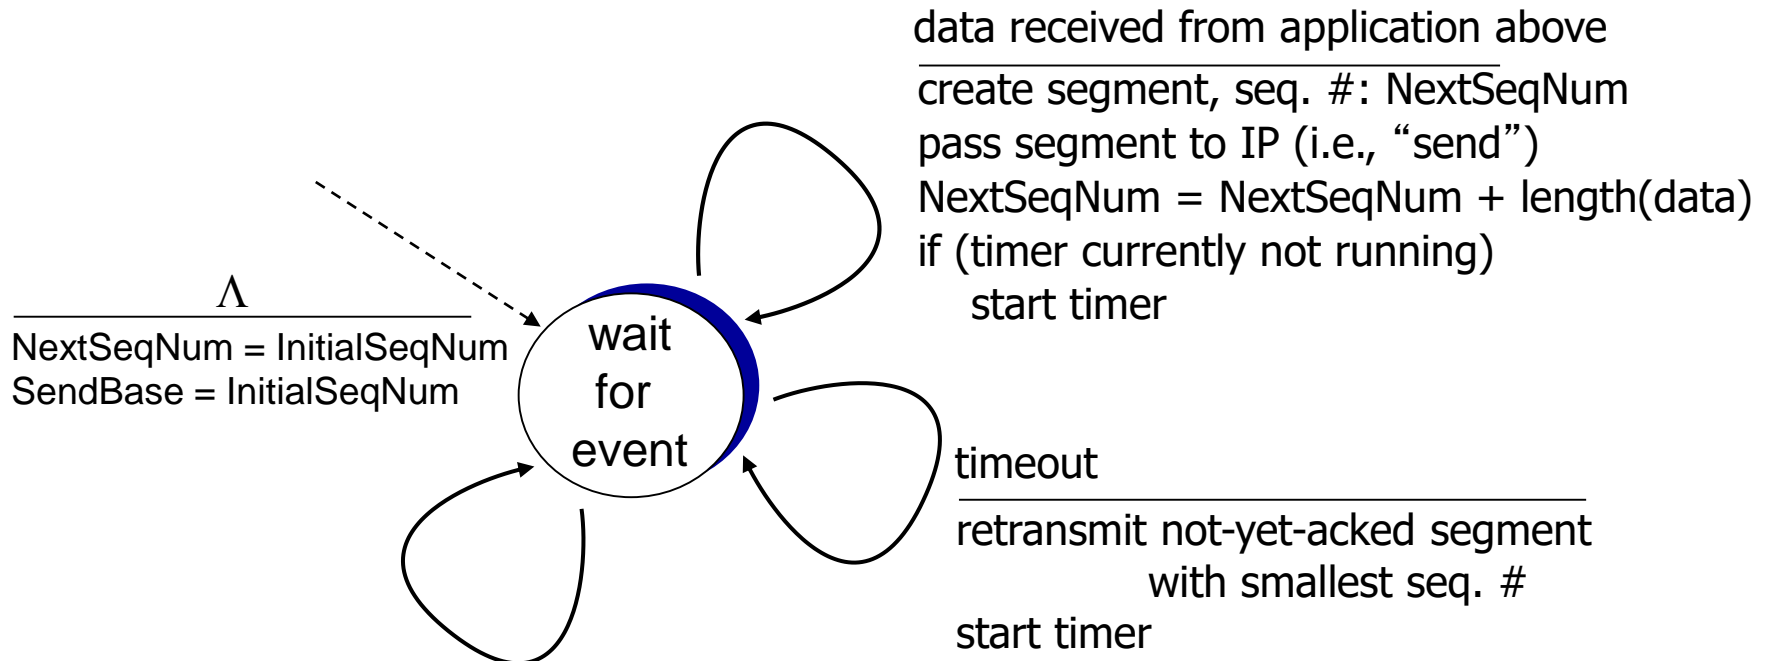 data received from application above
create segment, seq. #: NextSeqNum
pass segment to IP (i.e., “send”)
NextSeqNum = NextSeqNum + length(data)
if (timer currently not running)
start timer
Λ
NextSeqNum = InitialSeqNum
SendBase = InitialSeqNum
wait
for
event
timeout
retransmit not-yet-acked segment
with smallest seq. #
start timer